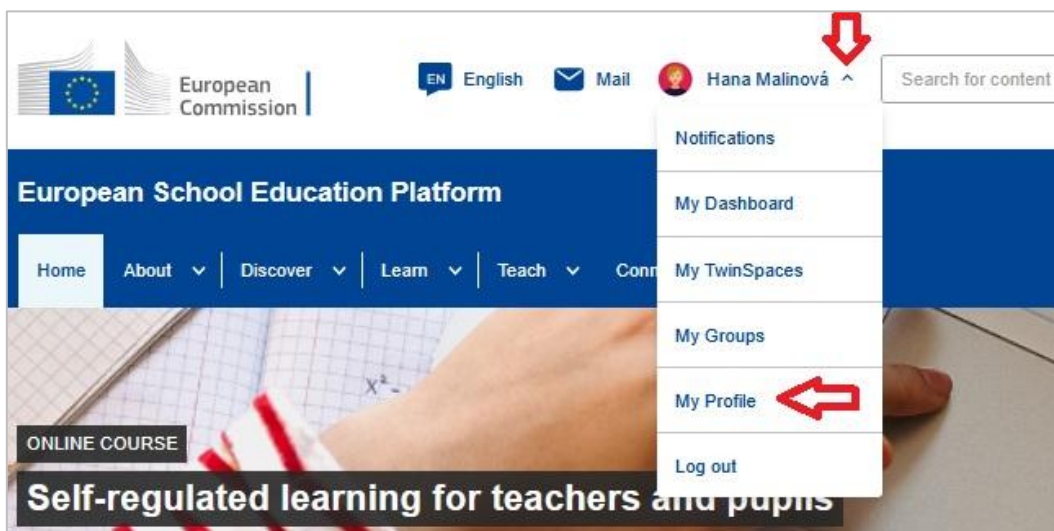 European
Commission
EN English Mail Hana Malinová Search for content
Notifications
European School Education Platform
My Dashboard
Home About Discover Learn Teach
My TwinSpaces
My Groups
x²-
My Profile
ONLINE COURSE
Log out
Self-regulated learning for teachers and pupils